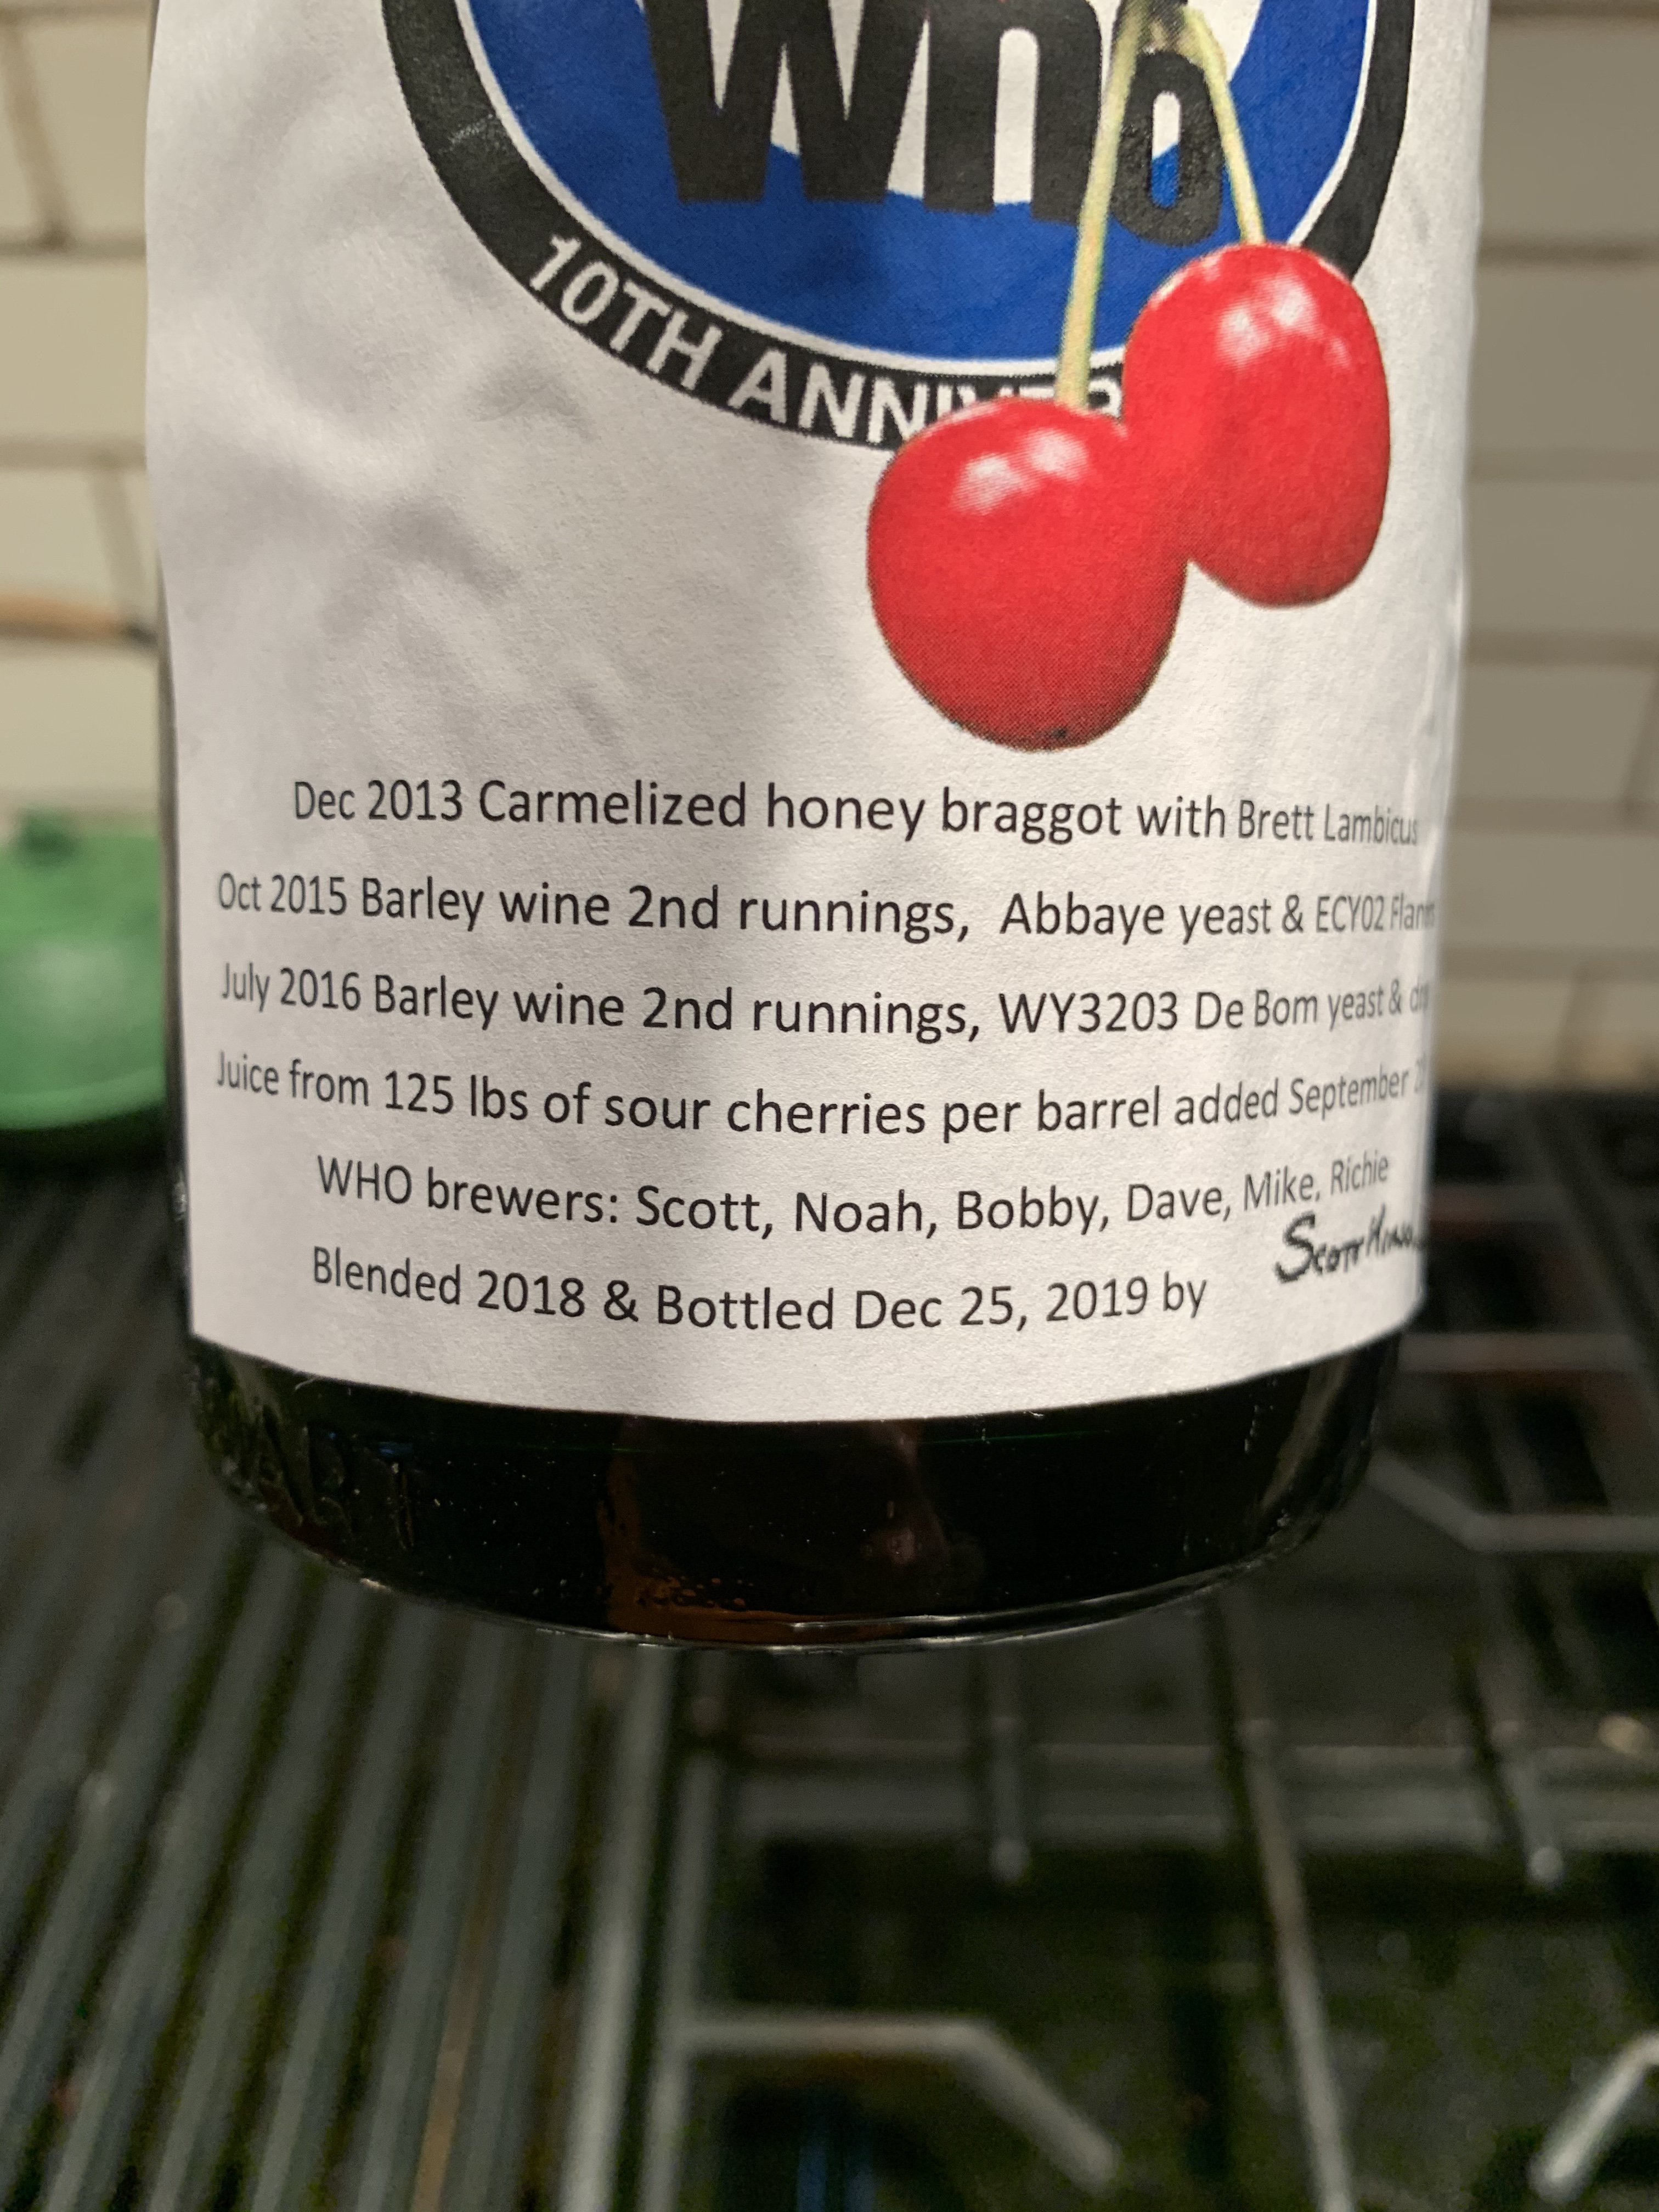 Who
10TH
Dec 2013 Carmelized honey braggot with Brett Lambicus
Oct 2015 Barley wine 2nd runnings, Abbaye yeast & ECY02
July 2016 Barley wine 2nd runnings, WY3203 De Bom yeast &
Juice from 125 lbs of sour cherries per barrel added September
WHO brewers: Scott, Noah, Bobby, Dave, Mike, Richie
Blended 2018 & Bottled Dec 25, 2019 by Scott